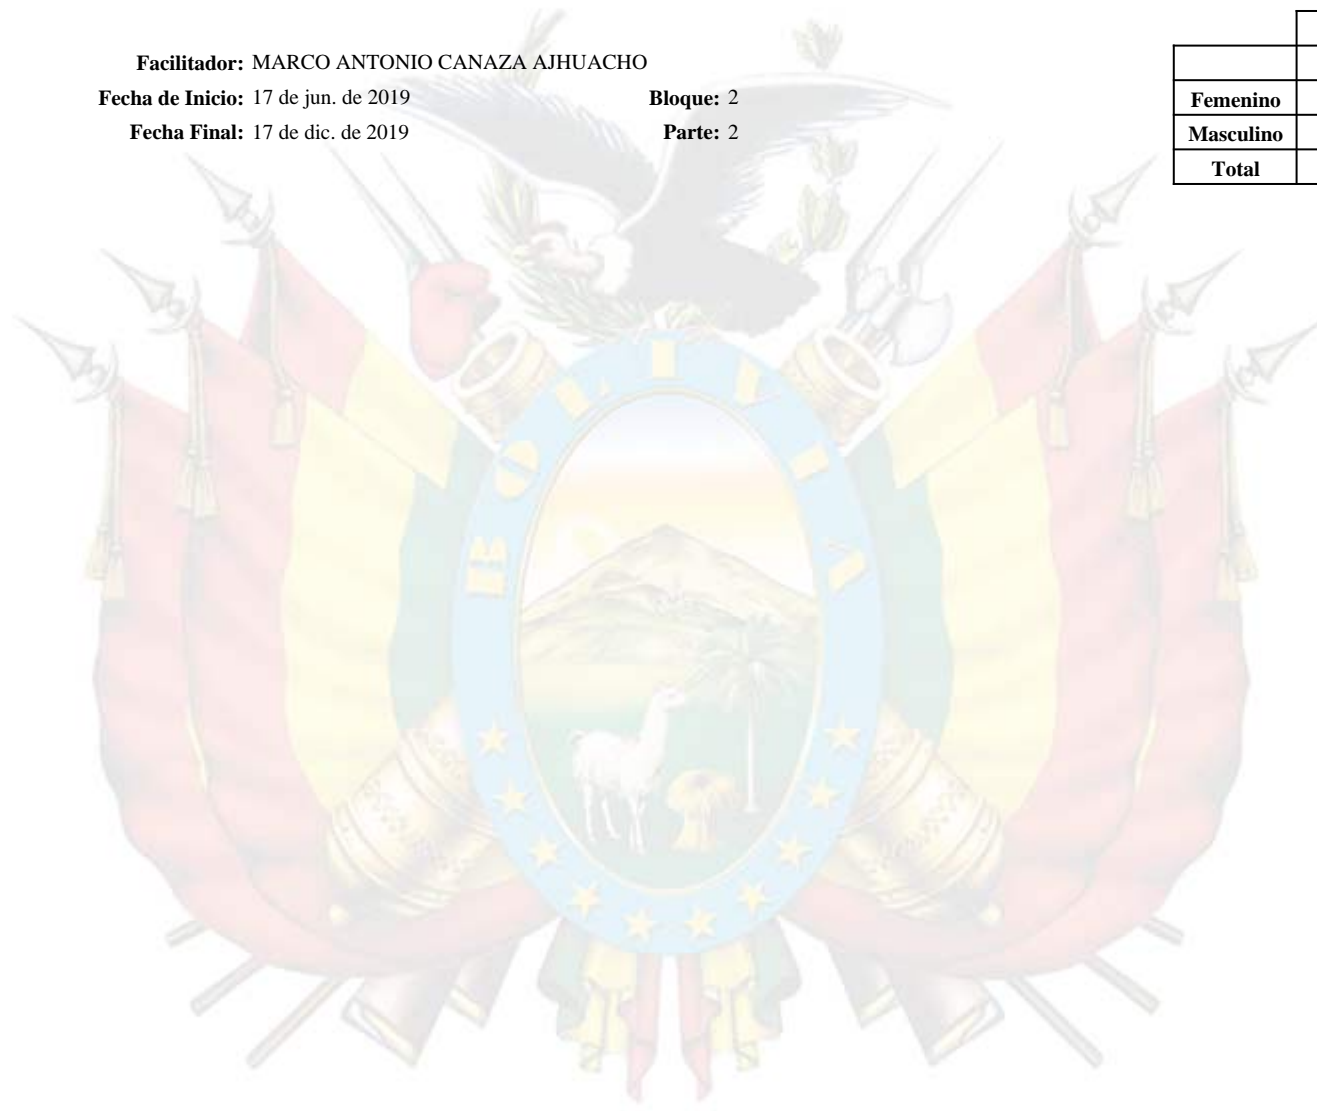 Facilitador: MARCO ANTONIO CANAZA AJHUACHO
Fecha de Inicio: 17 de jun. de 2019 Bloque: 2
Fecha Final: 17 de dic. de 2019 Parte: 2
Femenino
Masculino
Total
BOLIVIA